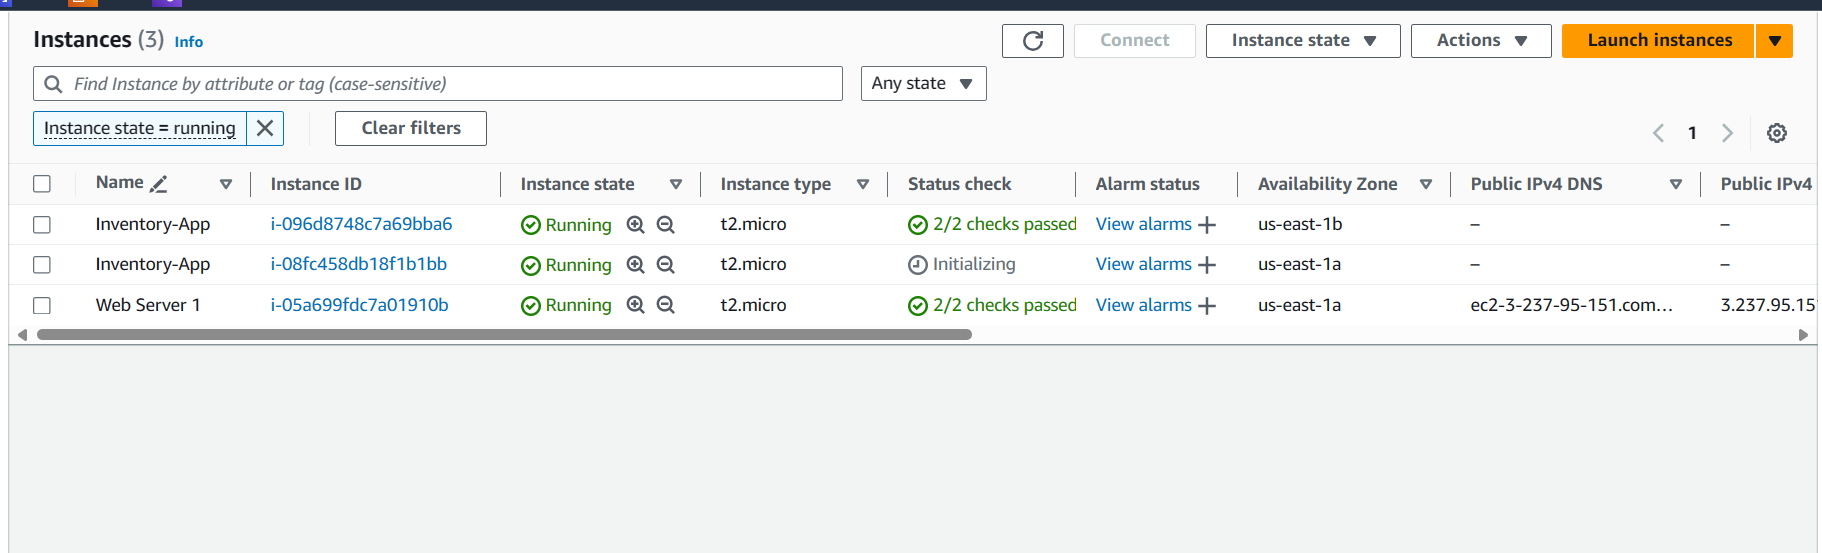 Instances (3) Info
Connect
Instance state
Actions
Launch instances
Find Instance by attribute or tag (case-sensitive)
Any state
Instance state = running
Clear filters
1
Name Instance ID Instance state Instance type Status check Alarm status Availability Zone Public IPv4 DNS Public IPv4
Inventory-App i-096d8748c7a69bba6 Running t2.micro 2/2 checks passed View alarms + us-east-1b – –
Inventory-App i-08fc458db18f1b1bb Running t2.micro Initializing View alarms + us-east-1a – –
Web Server 1 i-05a699fdc7a01910b Running t2.micro 2/2 checks passed View alarms + us-east-1a ec2-3-237-95-151.com... 3.237.95.15